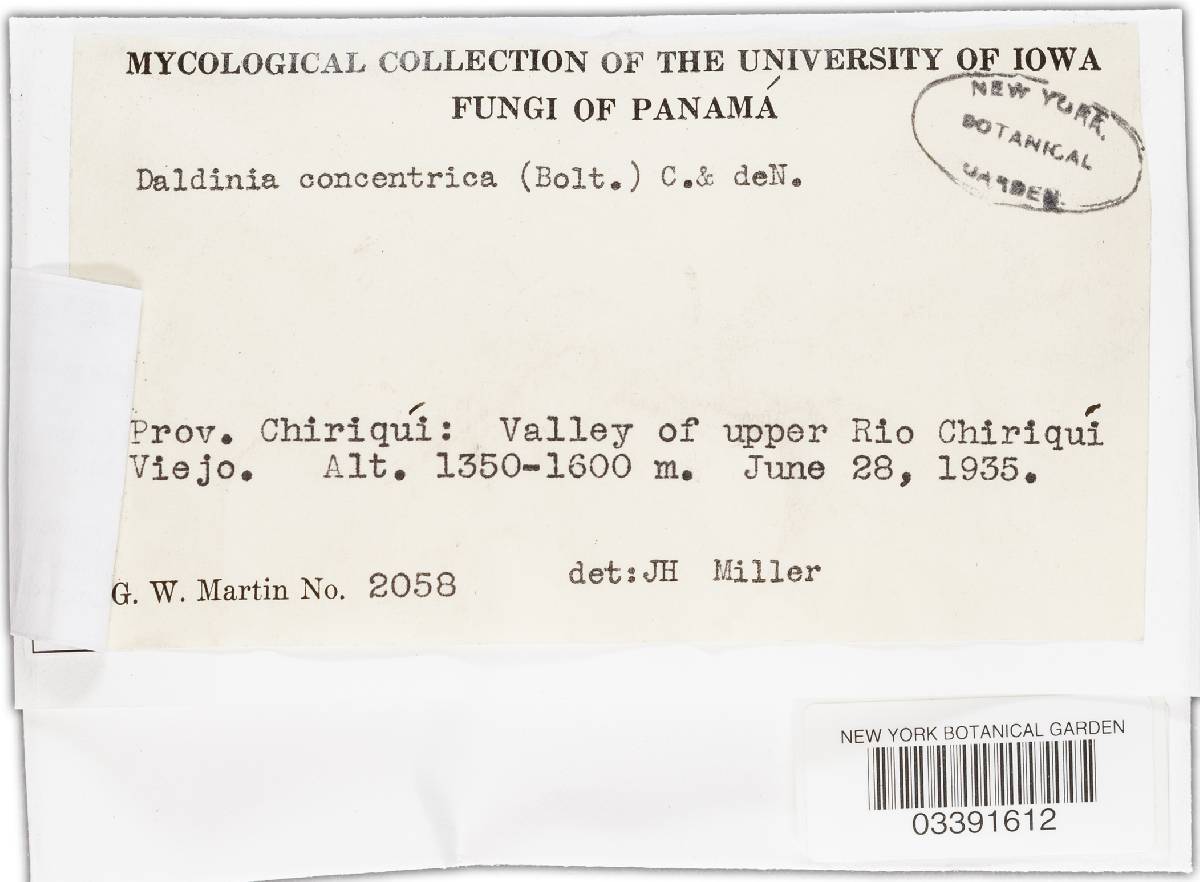 MYCOLOGICAL COLLECTION OF THE UNIVERSITY OF IOWA
FUNGI OF PANAMÁ
NEW YORK
BOTANICAL
GARDEN.
Daldinia concentrica (Bolt.) C.& deN.
Prov. Chiriquí: Valley of upper Rio Chiriquí
Viejo. Alt. 1350-1600 m. June 28, 1935.
G. W. Martin No. 2058
det:JH Miller
NEW YORK BOTANICAL GARDEN
03391612